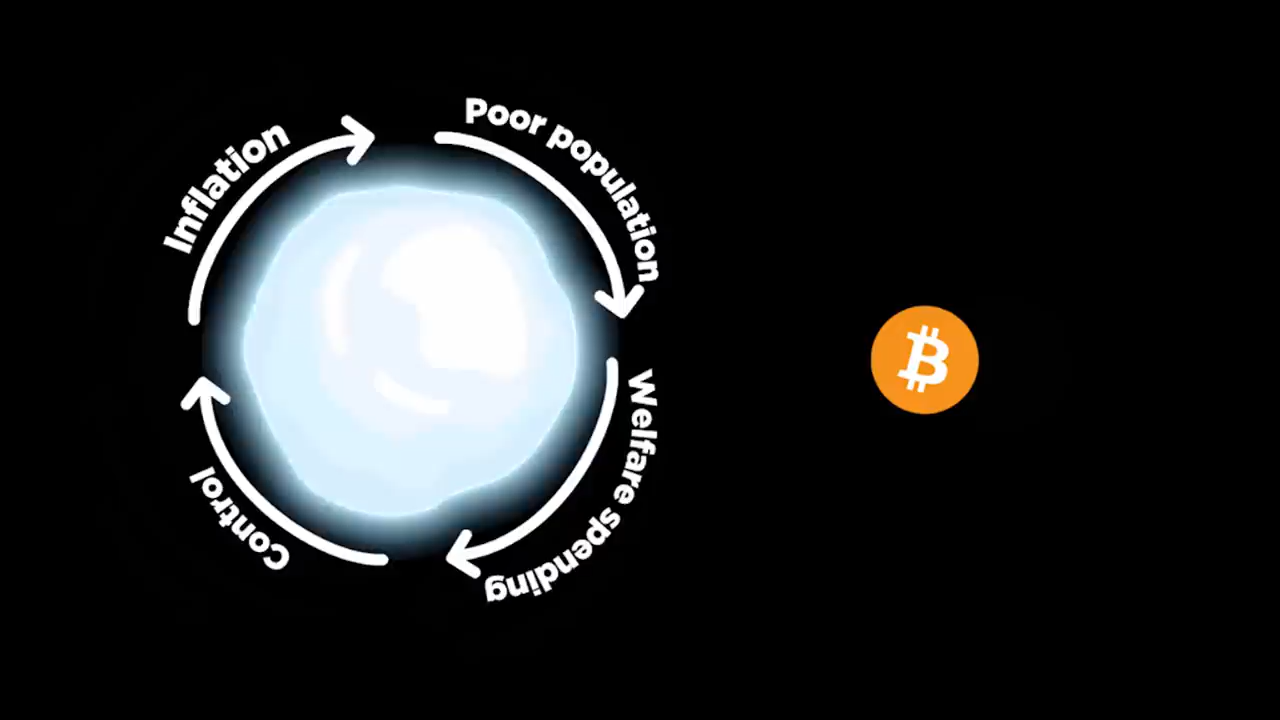 Inflation
Poor population
Welfare spending
Control
₿